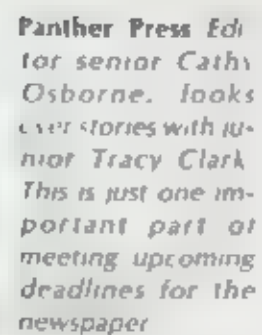 Panther Press Edi
tor senior Cathy
Osborne, looks
over stories with ju-
nior Tracy Clark
This is just one im-
portant part of
meeting upcoming
deadlines for the
newspaper